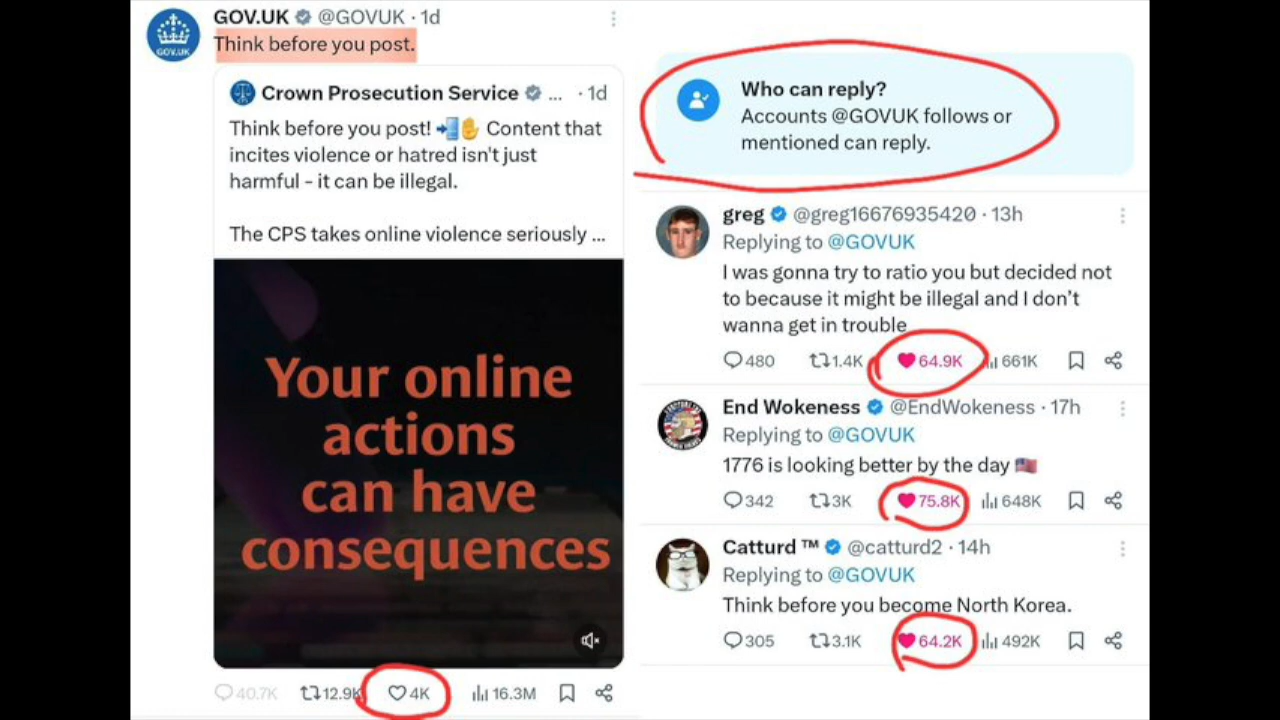 GOV.UK @GOVUK · 1d
Think before you post.
GOV.UK
Crown Prosecution Service ... · 1d
Think before you post! 📲✋ Content that
incites violence or hatred isn't just
harmful - it can be illegal.
The CPS takes online violence seriously ...
Your online
actions
can have
consequences
40.7K 12.9K 4K 16.3M
Who can reply?
Accounts @GOVUK follows or
mentioned can reply.
greg @greg16676935420 · 13h
Replying to @GOVUK
I was gonna try to ratio you but decided not
to because it might be illegal and I don't
wanna get in trouble
480 1.4K 64.9K 661K
End Wokeness @EndWokeness · 17h
Replying to @GOVUK
1776 is looking better by the day 🇺🇸
342 3K 75.8K 648K
Catturd ™ @catturd2 · 14h
Replying to @GOVUK
Think before you become North Korea.
305 3.1K 64.2K 492K